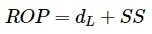 ROP = d_L + SS